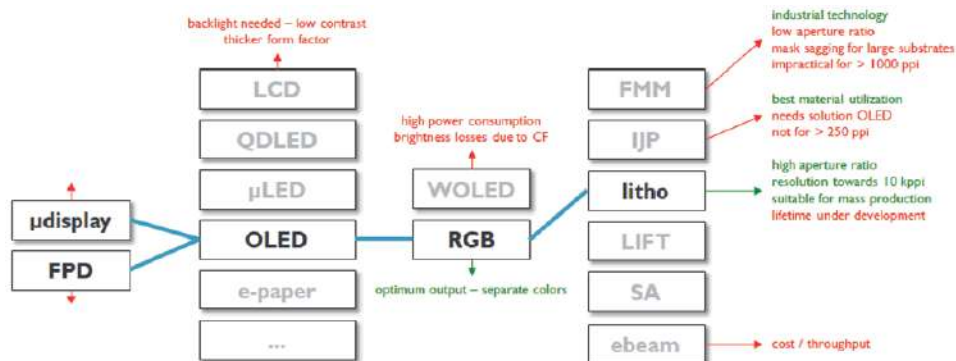 backlight needed – low contrast
thicker form factor
LCD
QDLED
µLED
OLED
e-paper
...
µdisplay
FPD
high power consumption
brightness losses due to CF
WOLED
RGB
optimum output – separate colors
FMM
IJP
litho
LIFT
SA
ebeam
industrial technology
low aperture ratio
mask sagging for large substrates
impractical for > 1000 ppi
best material utilization
needs solution OLED
not for > 250 ppi
high aperture ratio
resolution towards 10 kppi
suitable for mass production
lifetime under development
cost / throughput